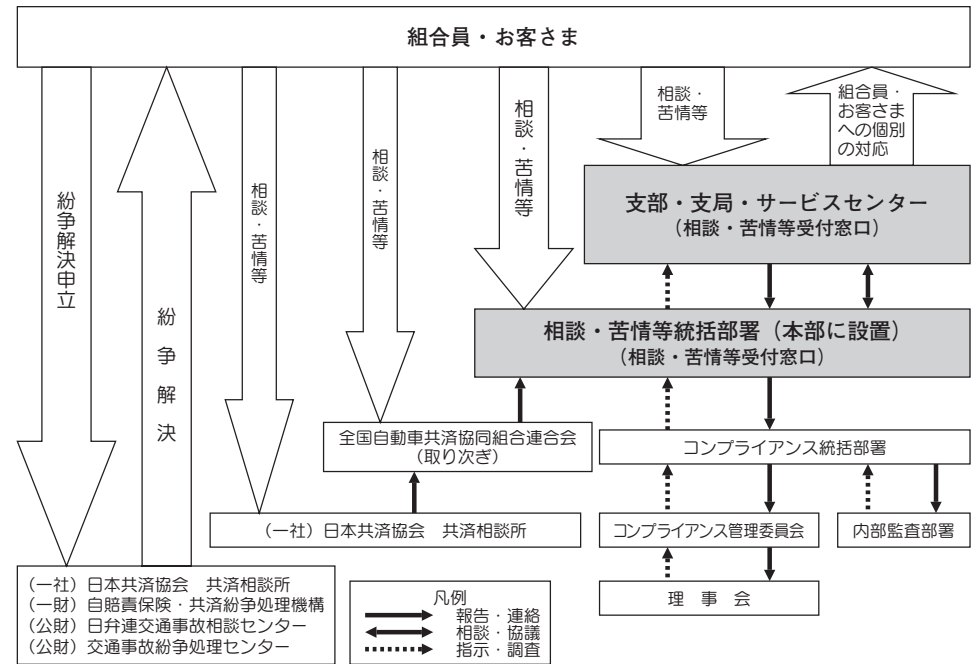 組合員・お客さま
紛争解決申立
紛争解決
相談・苦情等
相談・苦情等
相談・苦情等
相談・
苦情等
組合員・
お客さま
への個別
の対応
支部・支局・サービスセンター
(相談・苦情等受付窓口)
相談・苦情等統括部署(本部に設置)
(相談・苦情等受付窓口)
全国自動車共済協同組合連合会
(取り次ぎ)
コンプライアンス統括部署
(一社)日本共済協会 共済相談所
コンプライアンス管理委員会
内部監査部署
理事会
(一社)日本共済協会 共済相談所
(一財)自賠責保険・共済紛争処理機構
(公財)日弁連交通事故相談センター
(公財)交通事故紛争処理センター
凡例
報告・連絡
相談・協議
指示・調査